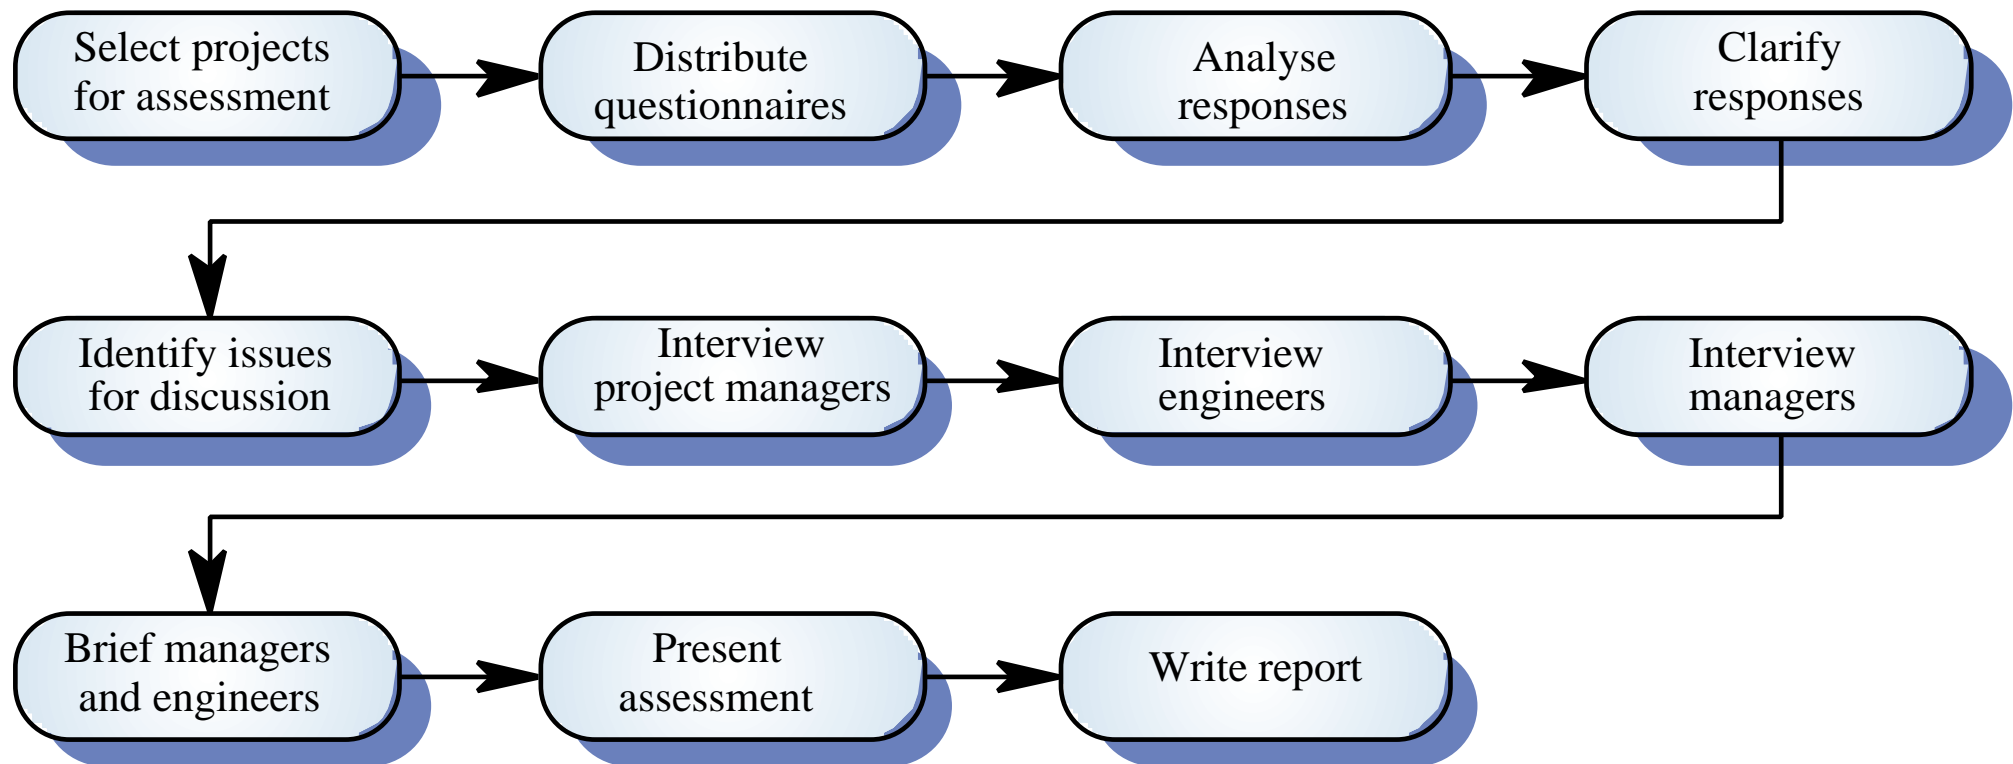 Select projects
for assessment
Distribute
questionnaires
Analyse
responses
Clarify
responses
Identify issues
for discussion
Interview
project managers
Interview
engineers
Interview
managers
Brief managers
and engineers
Present
assessment
Write report